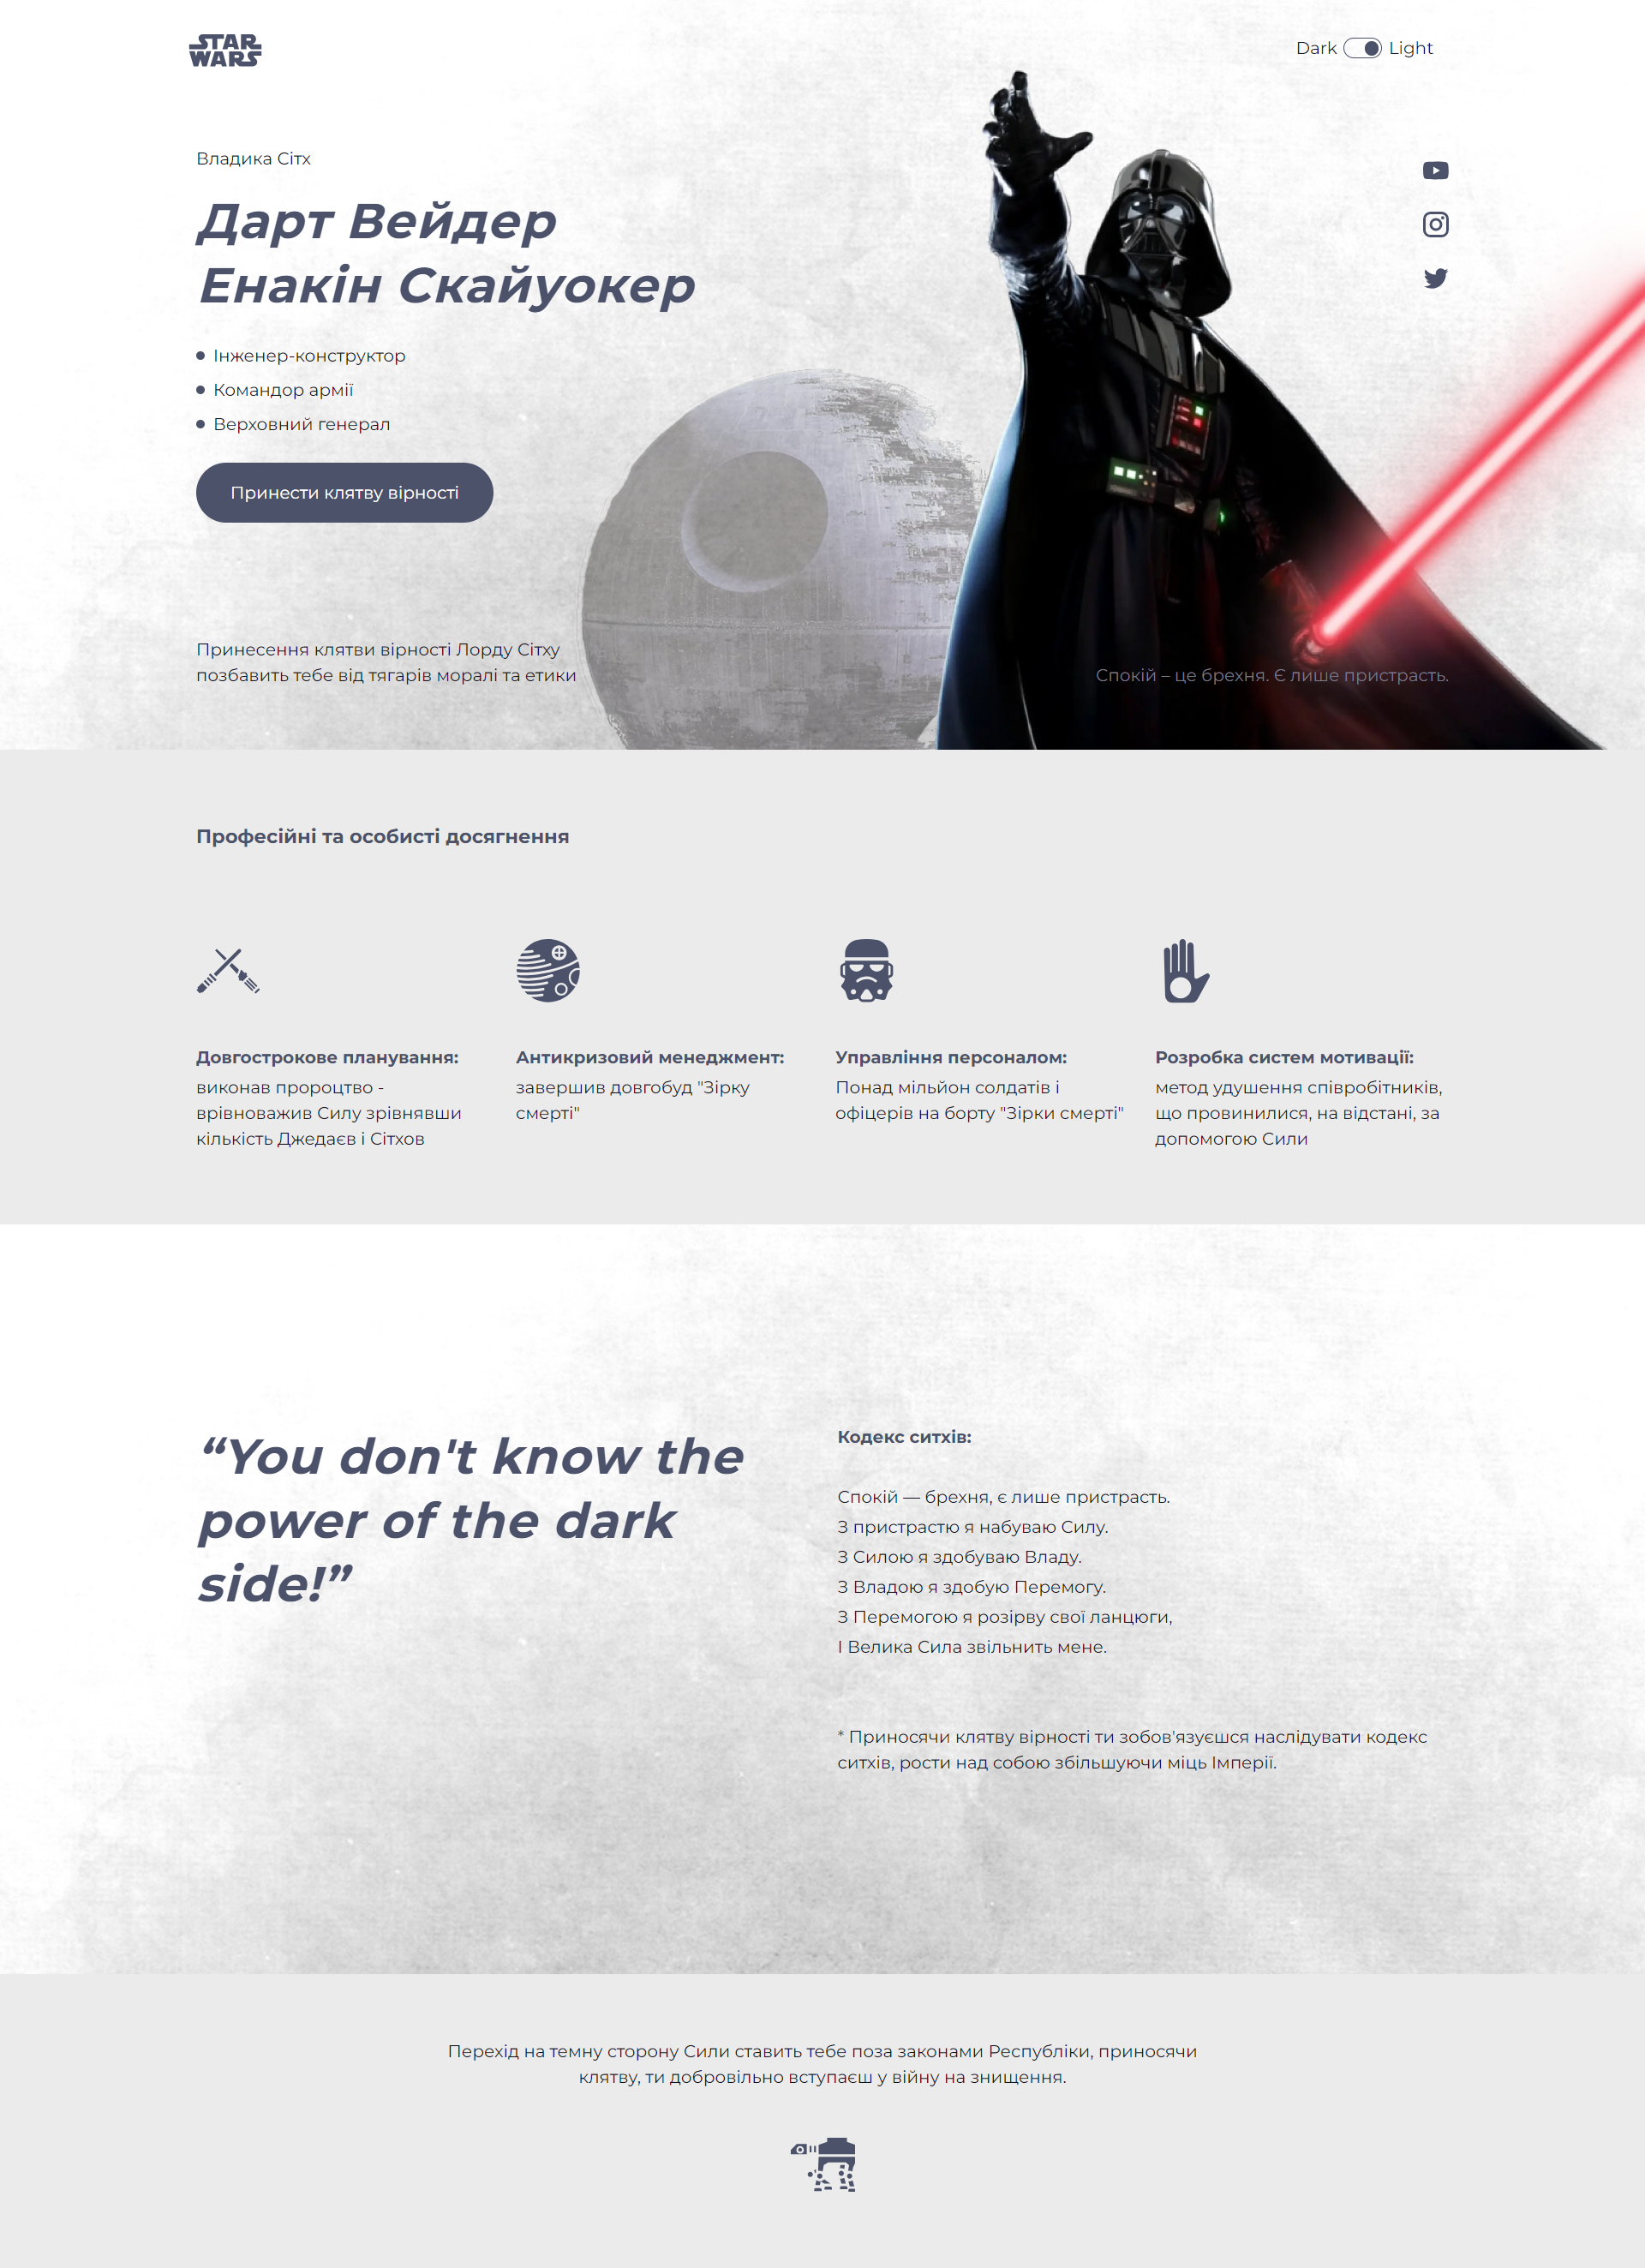 STAR
WARS
Dark Light
Владика Сітх
Дарт Вейдер
Енакін Скайуокер
Інженер-конструктор
Командор армії
Верховний генерал
Принести клятву вірності
Принесення клятви вірності Лорду Сітху
позбавить тебе від тягарів моралі та етики
Спокій – це брехня. Є лише пристрасть.
Професійні та особисті досягнення
Довгострокове планування:
виконав пророцтво -
врівноважив Силу зрівнявши
кількість Джедаєв і Сітхов
Антикризовий менеджмент:
завершив довгобуд "Зірку
смерті"
Управління персоналом:
Понад мільйон солдатів і
офіцерів на борту "Зірки смерті"
Розробка систем мотивації:
метод удушення співробітників,
що провинилися, на відстані, за
допомогою Сили
“You don't know the
power of the dark
side!”
Кодекс ситхів:
Спокій — брехня, є лише пристрасть.
З пристрастю я набуваю Силу.
З Силою я здобуваю Владу.
З Владою я здобую Перемогу.
З Перемогою я розірву свої ланцюги,
І Велика Сила звільнить мене.
* Приносячи клятву вірності ти зобов'язуєшся наслідувати кодекс
ситхів, рости над собою збільшуючи міць Імперії.
Перехід на темну сторону Сили ставить тебе поза законами Республіки, приносячи
клятву, ти добровільно вступаєш у війну на знищення.